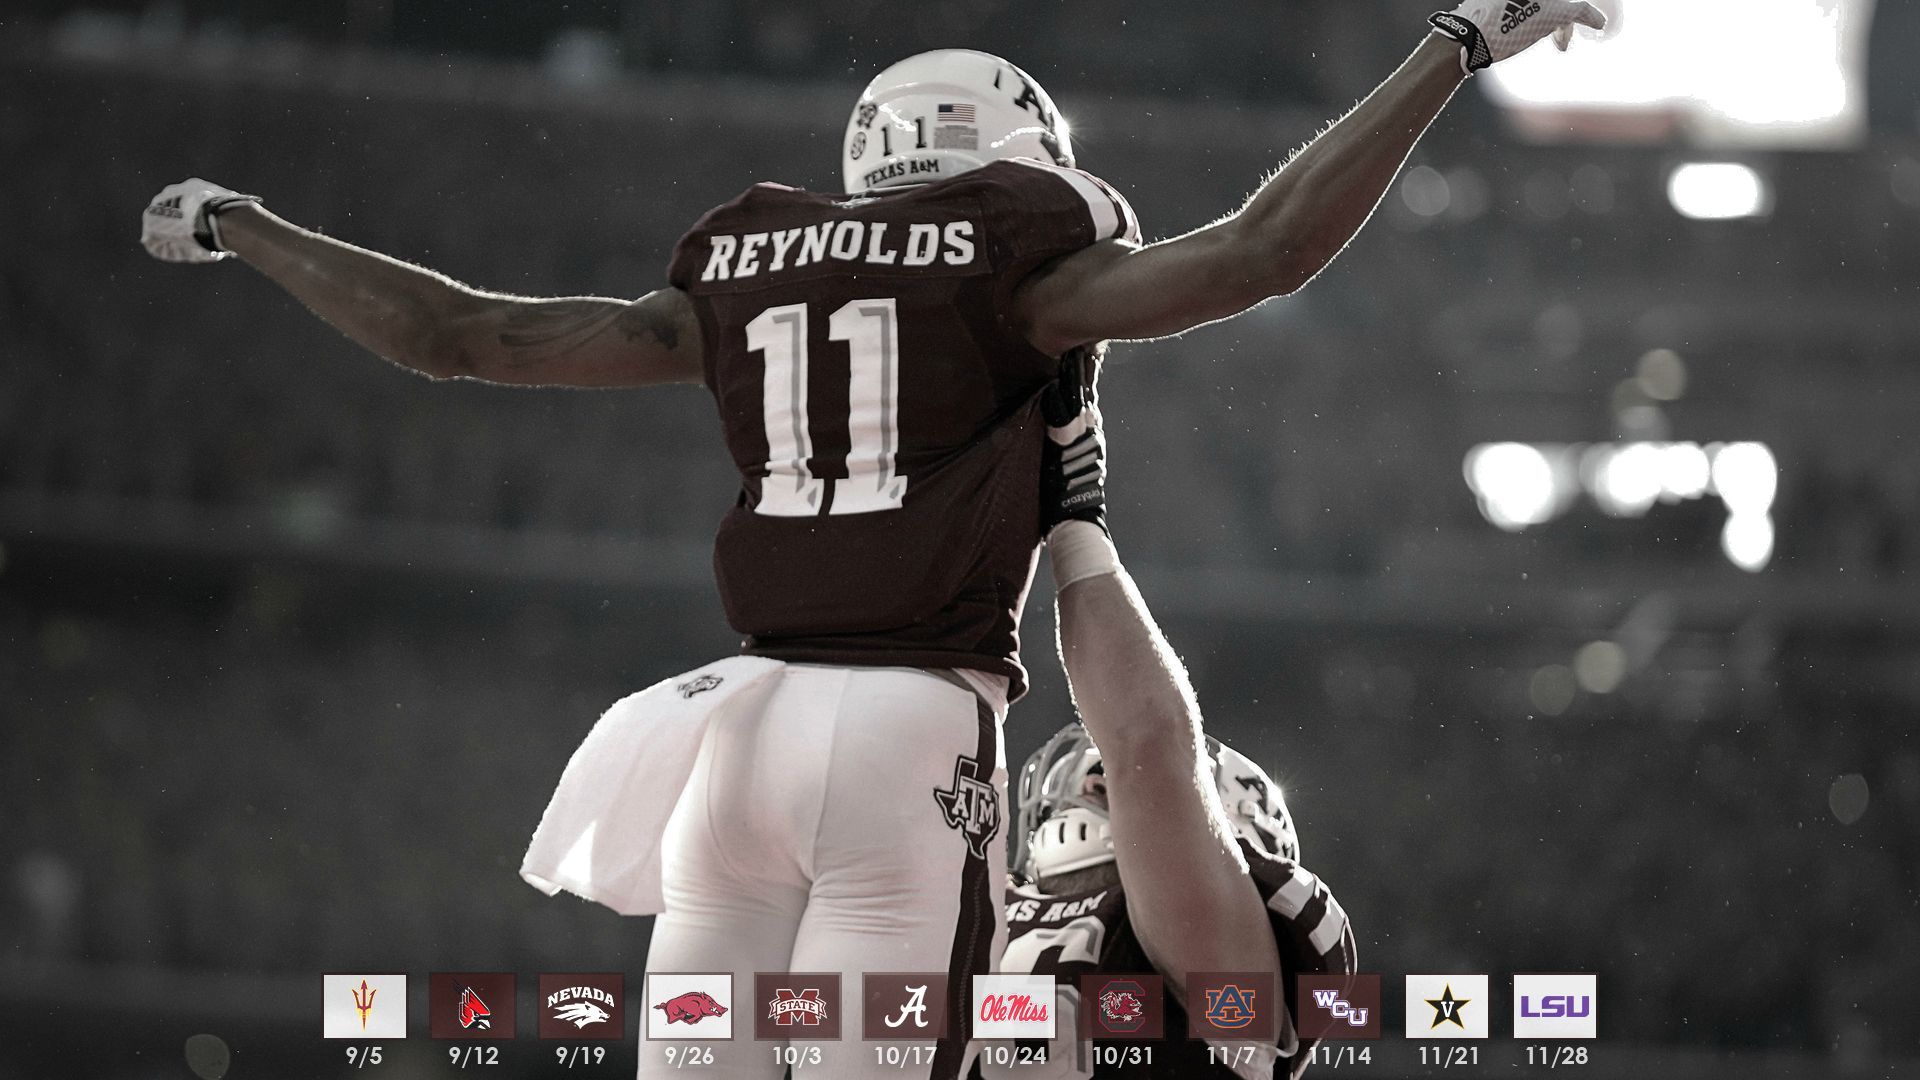 adidas
adizero
11
TEXAS A&M
REYNOLDS
11
crazyquick
ATM
AS A&M
6
NEVADA
STATE
A
Ole Miss
C
AU
WCU
V
LSU
9/5
9/12
9/19
9/26
10/3
10/17
10/24
10/31
11/7
11/14
11/21
11/28